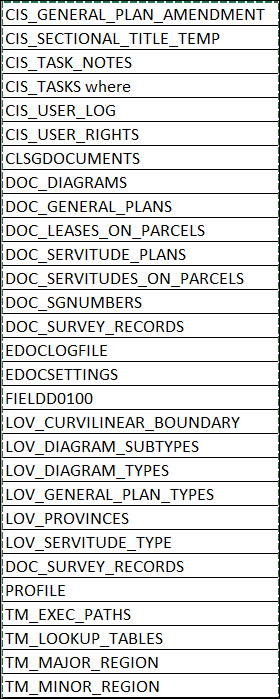 CIS_GENERAL_PLAN_AMENDMENT
CIS_SECTIONAL_TITLE_TEMP
CIS_TASK_NOTES
CIS_TASKS where
CIS_USER_LOG
CIS_USER_RIGHTS
CLSGDOCUMENTS
DOC_DIAGRAMS
DOC_GENERAL_PLANS
DOC_LEASES_ON_PARCELS
DOC_SERVITUDE_PLANS
DOC_SERVITUDES_ON_PARCELS
DOC_SGNUMBERS
DOC_SURVEY_RECORDS
EDOCLOGFILE
EDOCSETTINGS
FIELDD0100
LOV_CURVILINEAR_BOUNDARY
LOV_DIAGRAM_SUBTYPES
LOV_DIAGRAM_TYPES
LOV_GENERAL_PLAN_TYPES
LOV_PROVINCES
LOV_SERVITUDE_TYPE
DOC_SURVEY_RECORDS
PROFILE
TM_EXEC_PATHS
TM_LOOKUP_TABLES
TM_MAJOR_REGION
TM_MINOR_REGION